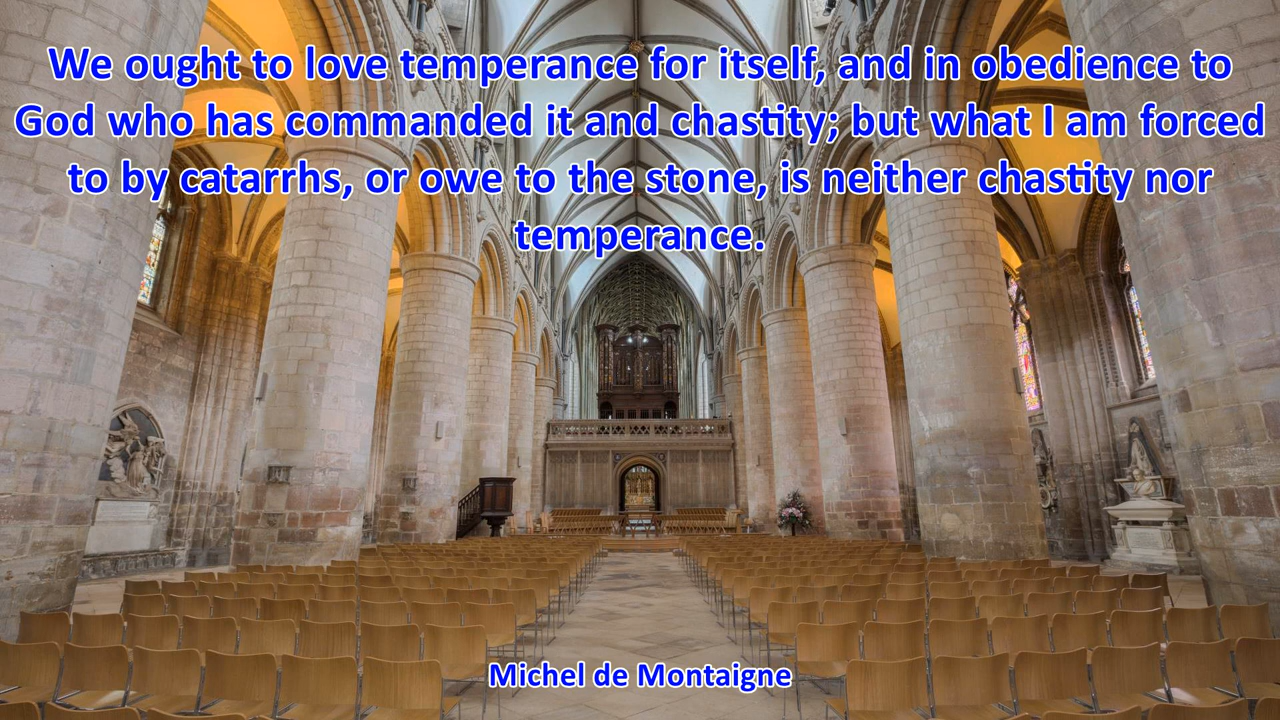 We ought to love temperance for itself, and in obedience to
God who has commanded it and chastity; but what I am forced
to by catarrhs, or owe to the stone, is neither chastity nor
temperance.
Michel de Montaigne